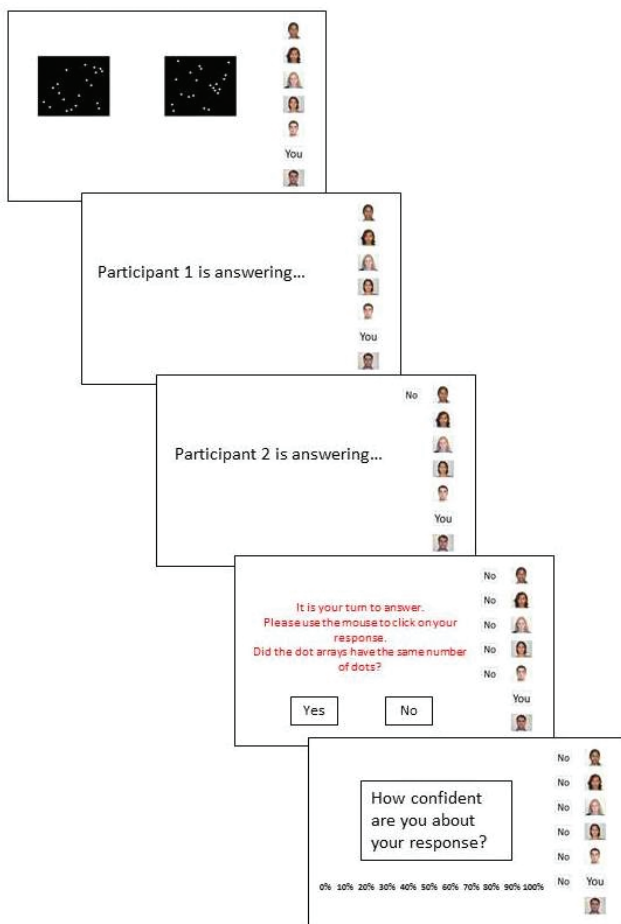 You
Participant 1 is answering...
You
No
Participant 2 is answering...
You
No
No
No
No
No
It is your turn to answer.
Please use the mouse to click on your
response.
Did the dot arrays have the same number
of dots?
You
Yes No
No
No
No
No
No
How confident
are you about
your response?
0% 10% 20% 30% 40% 50% 60% 70% 80% 90% 100%
No You